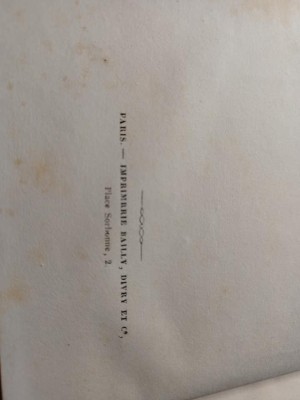 PARIS. — IMPRIMERIE BAILLY, DIVRY ET Cᵉ,
Place Sorbonne, 2.